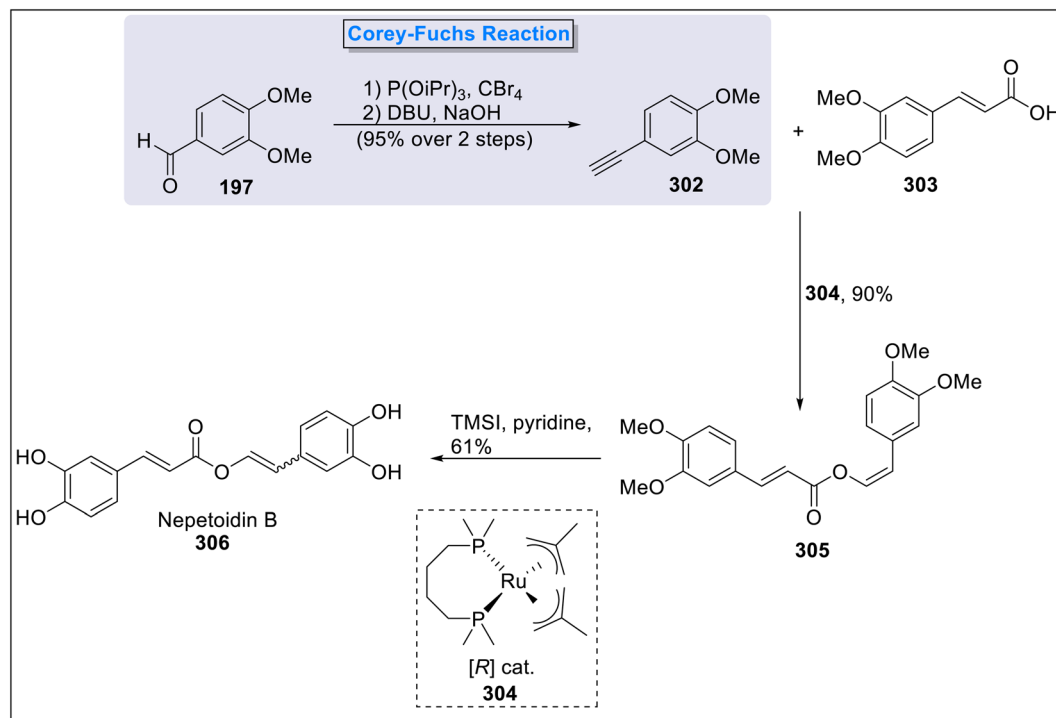 Corey-Fuchs Reaction
H
O
OMe
OMe
197
1) P(OiPr)3, CBr4
2) DBU, NaOH
(95% over 2 steps)
OMe
OMe
302
+
MeO
MeO
O
OH
303
304, 90%
OMe
OMe
MeO
MeO
O
O
305
TMSI, pyridine,
61%
HO
HO
O
O
OH
OH
Nepetoidin B
306
P
Ru
P
[R] cat.
304